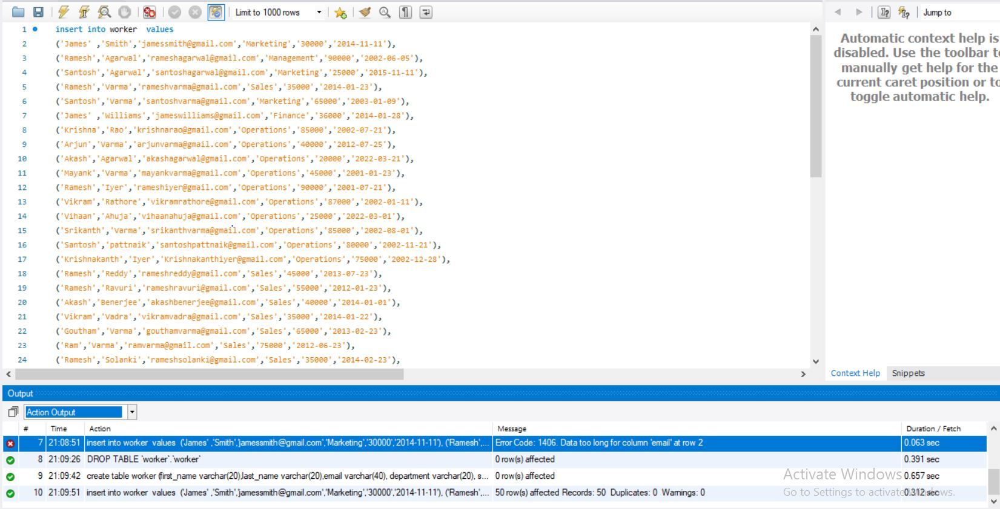 Limit to 1000 rows
Jump to
1 insert into worker  values
2 ('James' ,'Smith','jamessmith@gmail.com','Marketing','30000','2014-11-11'),
3 ('Ramesh','Agarwal','rameshagarwal@gmail.com','Management','90000','2002-06-05'),
4 ('Santosh','Agarwal','santoshagarwal@gmail.com','Marketing','25000','2015-11-11'),
5 ('Ramesh','Varma','rameshvarma@gmail.com','Sales','35000','2014-01-23'),
6 ('Santosh','Varma','santoshvarma@gmail.com','Marketing','65000','2003-01-09'),
7 ('James' ,'Williams','jameswilliams@gmail.com','Finance','36000','2014-01-28'),
8 ('Krishna','Rao','krishnarao@gmail.com','Operations','85000','2002-07-21'),
9 ('Arjun','Varma','arjunvarma@gmail.com','Operations','40000','2012-07-25'),
10 ('Akash','Agarwal','akashagarwal@gmail.com','Operations','20000','2022-03-21'),
11 ('Mayank','Varma','mayankvarma@gmail.com','Operations','45000','2001-01-23'),
12 ('Ramesh','Iyer','rameshiyer@gmail.com','Operations','90000','2001-07-21'),
13 ('Vikram','Rathore','vikramrathore@gmail.com','Operations','87000','2002-01-11'),
14 ('Vihaan','Ahuja','vihaanahuja@gmail.com','Operations','25000','2022-03-01'),
15 ('Srikanth','Varma','srikanthvarma@gmail.com','Operations','85000','2002-08-01'),
16 ('Santosh','pattnaik','santoshpattnaik@gmail.com','Operations','80000','2002-11-21'),
17 ('Krishnakanth','Iyer','Krishnakanthiyer@gmail.com','Operations','75000','2002-12-28'),
18 ('Ramesh','Reddy','rameshreddy@gmail.com','Sales','45000','2013-07-23'),
19 ('Ramesh','Ravuri','rameshravuri@gmail.com','Sales','55000','2012-01-23'),
20 ('Akash','Benerjee','akashbenerjee@gmail.com','Sales','40000','2014-01-01'),
21 ('Vikram','Vadra','vikramvadra@gmail.com','Sales','35000','2014-01-22'),
22 ('Goutham','Varma','gouthamvarma@gmail.com','Sales','65000','2013-02-23'),
23 ('Ram','Varma','ramvarma@gmail.com','Sales','75000','2012-06-23'),
24 ('Ramesh','Solanki','rameshsolanki@gmail.com','Sales','35000','2014-02-23'),
Automatic context help is
disabled. Use the toolbar
manually get help for the
current caret position or to
toggle automatic help.
Context Help Snippets
Output
Action Output
# Time Action Message Duration / Fetch
7 21:08:51 insert into worker  values  ('James' ,'Smith','jamessmith@gmail.com','Marketing','30000','2014-11-11'), ('Ramesh',... Error Code: 1406. Data too long for column 'email' at row 2 0.063 sec
8 21:09:26 DROP TABLE `worker`.`worker` 0 row(s) affected 0.391 sec
9 21:09:42 create table worker (first_name varchar(20),last_name varchar(20),email varchar(40), department varchar(20), s... 0 row(s) affected 0.657 sec
10 21:09:51 insert into worker  values  ('James' ,'Smith','jamessmith@gmail.com','Marketing','30000','2014-11-11'), ('Ramesh',... 50 row(s) affected Records: 50  Duplicates: 0  Warnings: 0 0.312 sec
Activate Windows
Go to Settings to activate Windows.